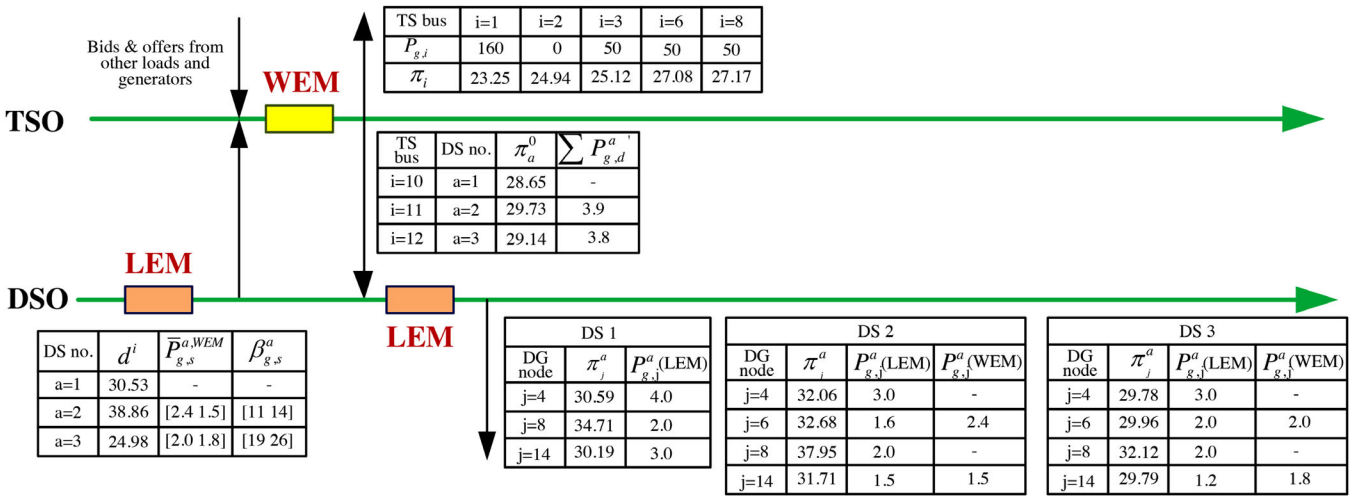 Bids & offers from
other loads and
generators
WEM
TS bus i=1 i=2 i=3 i=6 i=8
P_{g,i} 160 0 50 50 50
π_i 23.25 24.94 25.12 27.08 27.17
TSO
TS
bus DS no. π_a^0 ∑ P_{g,d}^{a}'
i=10 a=1 28.65 -
i=11 a=2 29.73 3.9
i=12 a=3 29.14 3.8
LEM
DSO
LEM
DS no. d^i P̅_{g,s}^{a,WEM} β_{g,s}^a
a=1 30.53 - -
a=2 38.86 [2.4 1.5] [11 14]
a=3 24.98 [2.0 1.8] [19 26]
DS 1
DG
node π_j^a P_{g,j}^a(LEM)
j=4 30.59 4.0
j=8 34.71 2.0
j=14 30.19 3.0
DS 2
DG
node π_j^a P_{g,j}^a(LEM) P_{g,j}^a(WEM)
j=4 32.06 3.0 -
j=6 32.68 1.6 2.4
j=8 37.95 2.0 -
j=14 31.71 1.5 1.5
DS 3
DG
node π_j^a P_{g,j}^a(LEM) P_{g,j}^a(WEM)
j=4 29.78 3.0 -
j=6 29.96 2.0 2.0
j=8 32.12 2.0 -
j=14 29.79 1.2 1.8